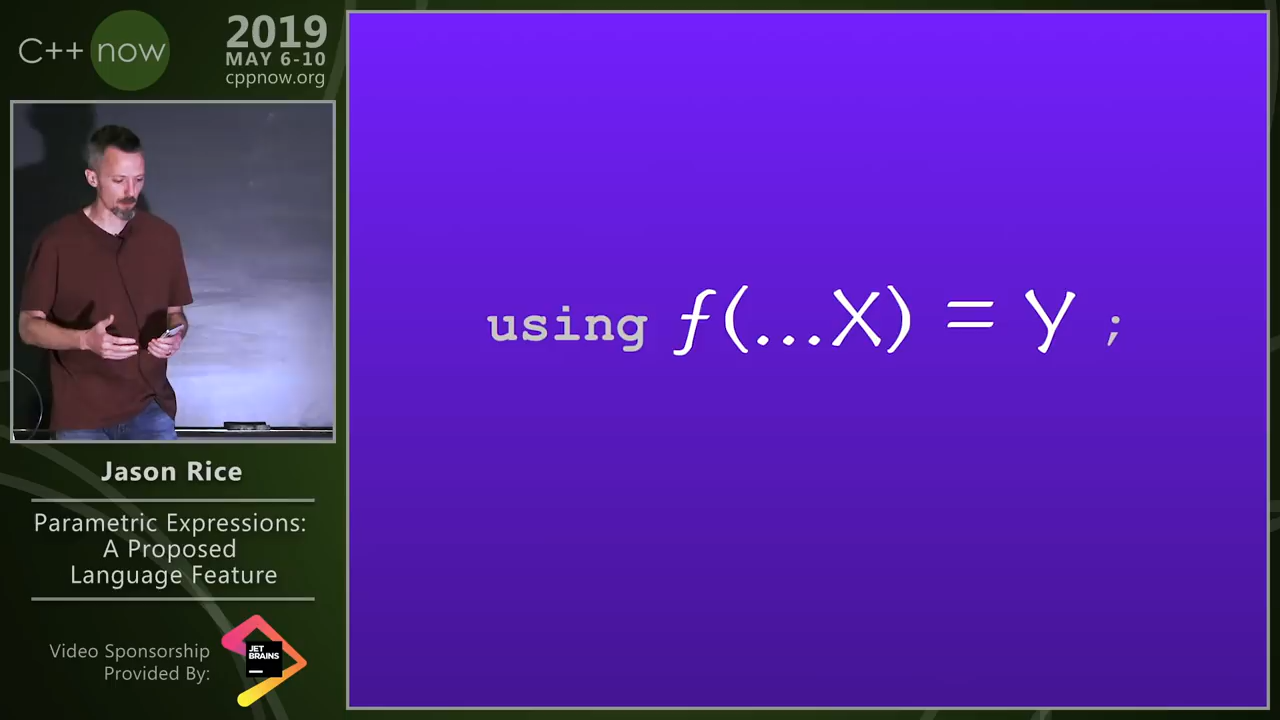 C++ now
2019
MAY 6-10
cppnow.org
using f(...X) = Y ;
Jason Rice
Parametric Expressions:
A Proposed
Language Feature
Video Sponsorship
Provided By:
JET
BRAINS